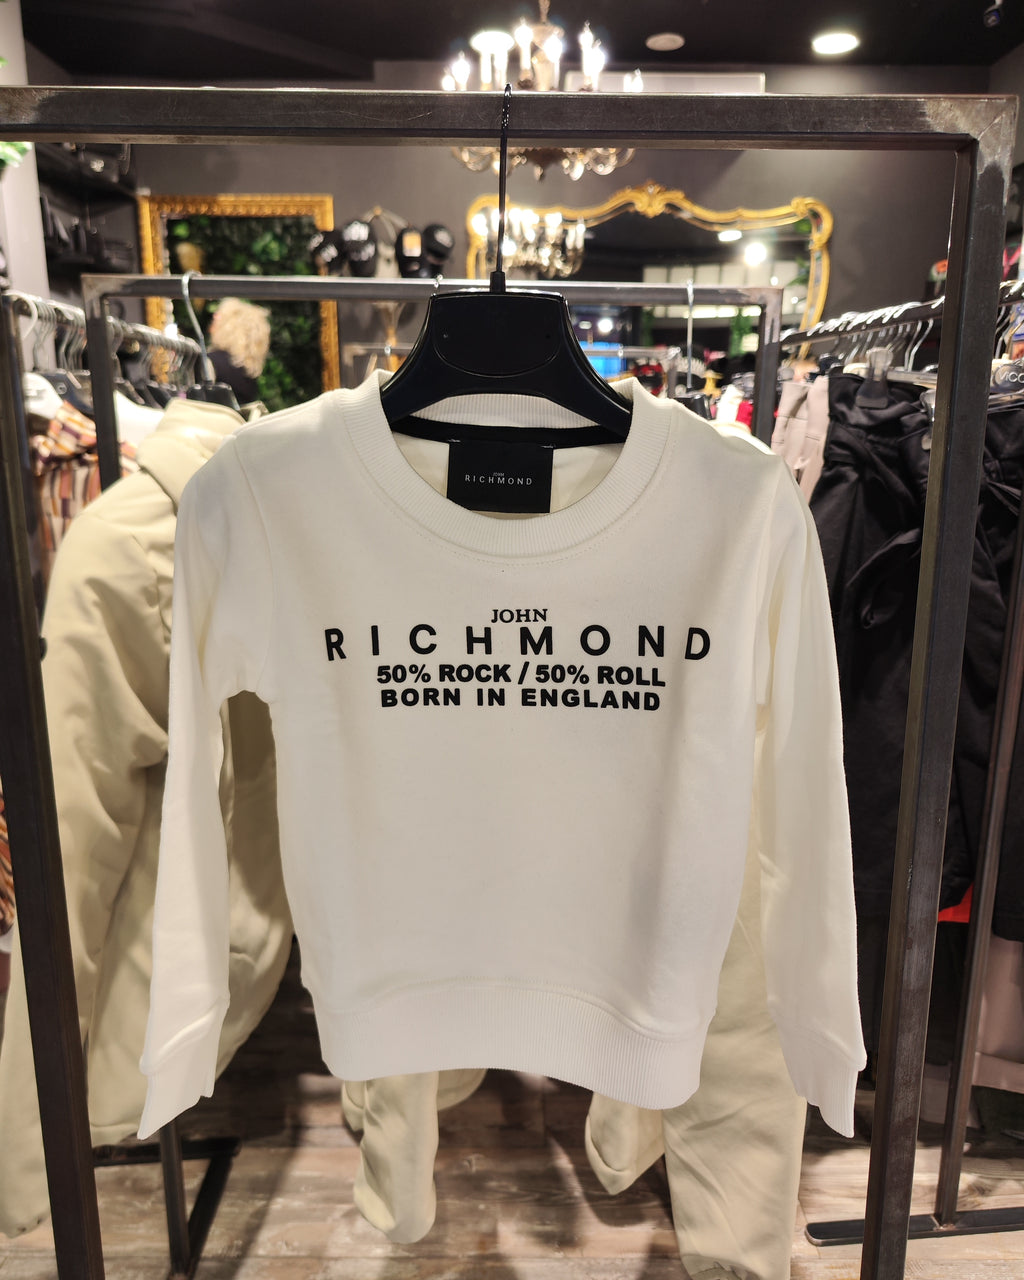 JOHN
RICHMOND
JOHN
RICHMOND
50% ROCK / 50% ROLL
BORN IN ENGLAND